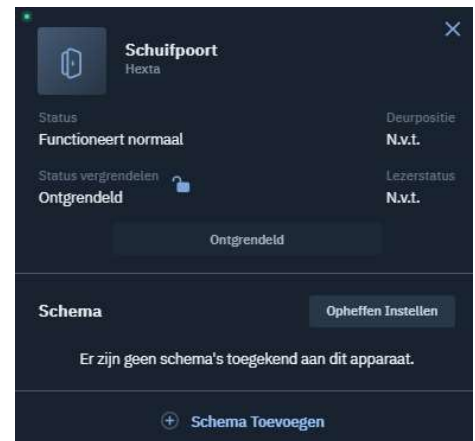 Schuifpoort
Hexta
Status
Functioneert normaal
Deurpositie
N.v.t.
Status vergrendelen
Ontgrendeld
Lezerstatus
N.v.t.
Ontgrendeld
Schema
Opheffen Instellen
Er zijn geen schema's toegekend aan dit apparaat.
Schema Toevoegen